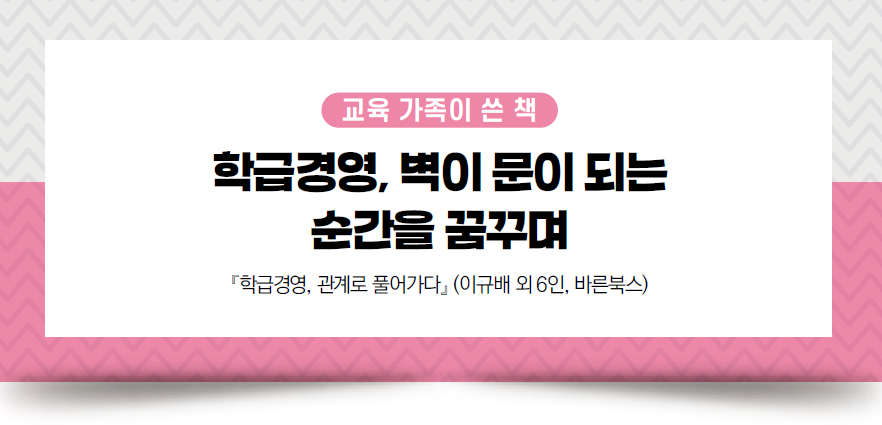 교육 가족이 쓴 책
학급경영, 벽이 문이 되는
순간을 꿈꾸며
『학급경영, 관계로 풀어가다』 (이규배 외 6인, 바른북스)